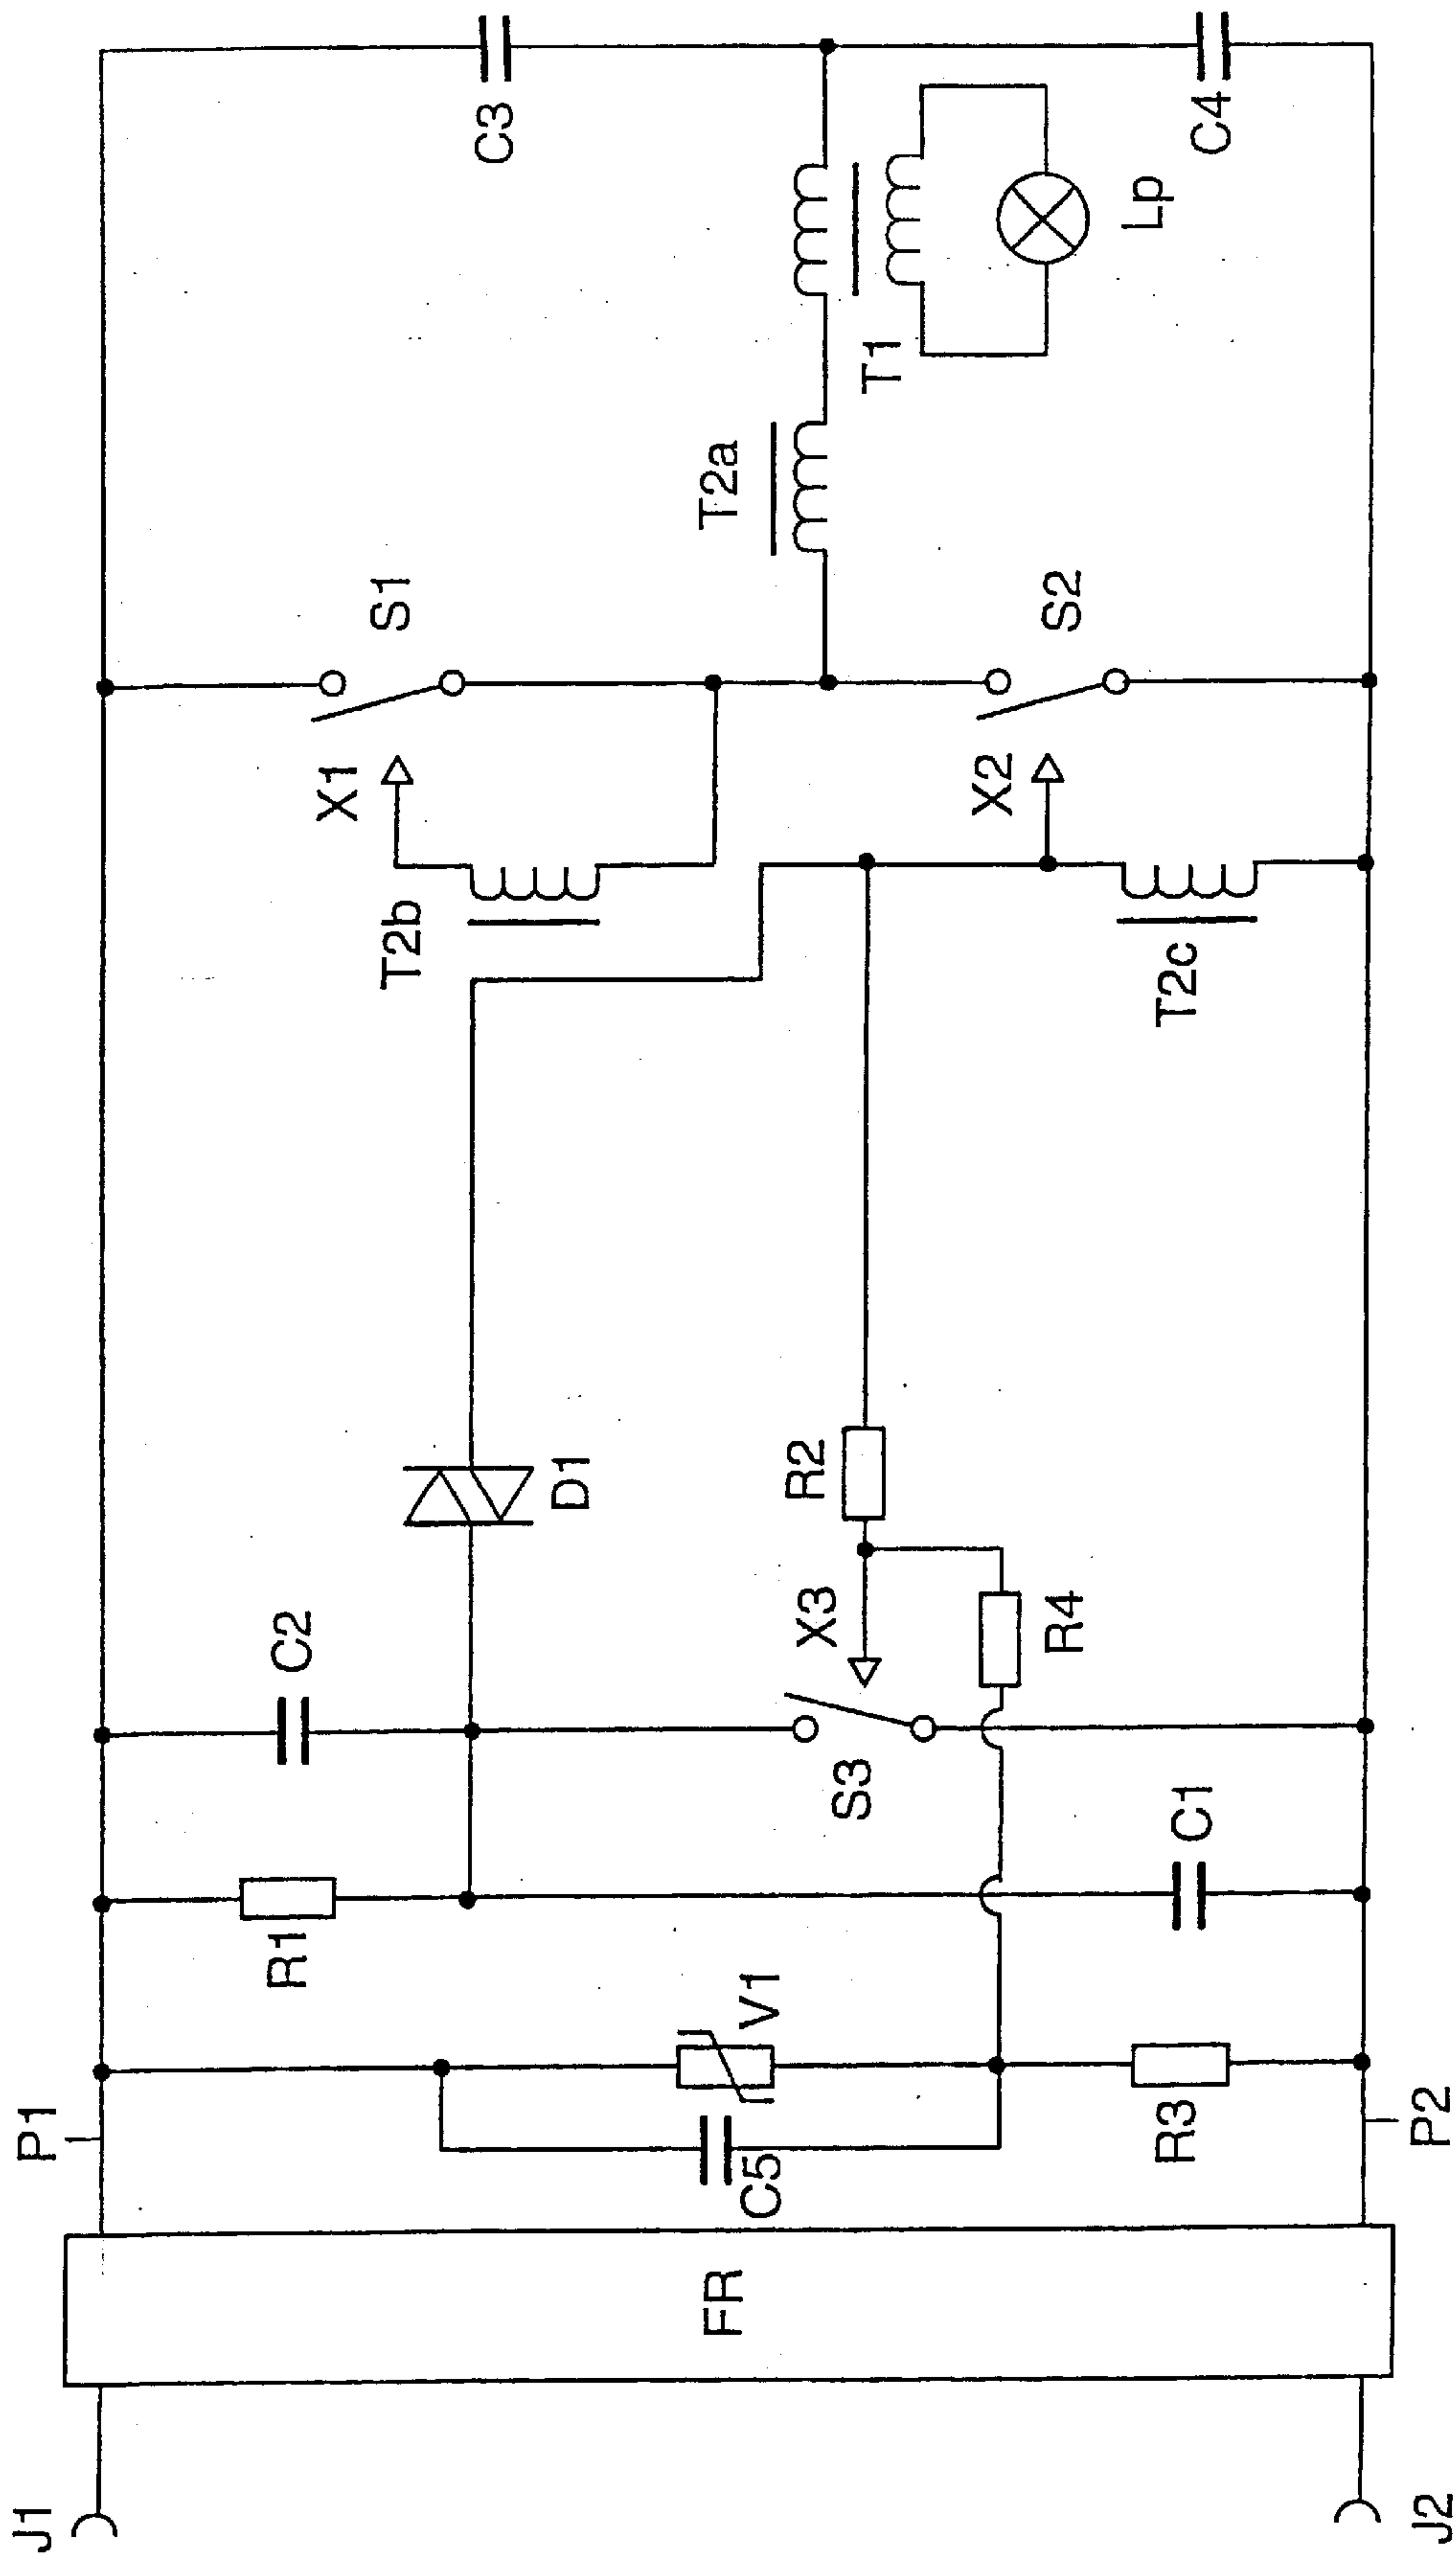 J1
J2
FR
P1
P2
C5
V1
R3
R1
C1
C2
S3
X3
R4
R2
D1
T2b
T2c
X1
X2
S1
S2
T2a
T1
Lp
C3
C4